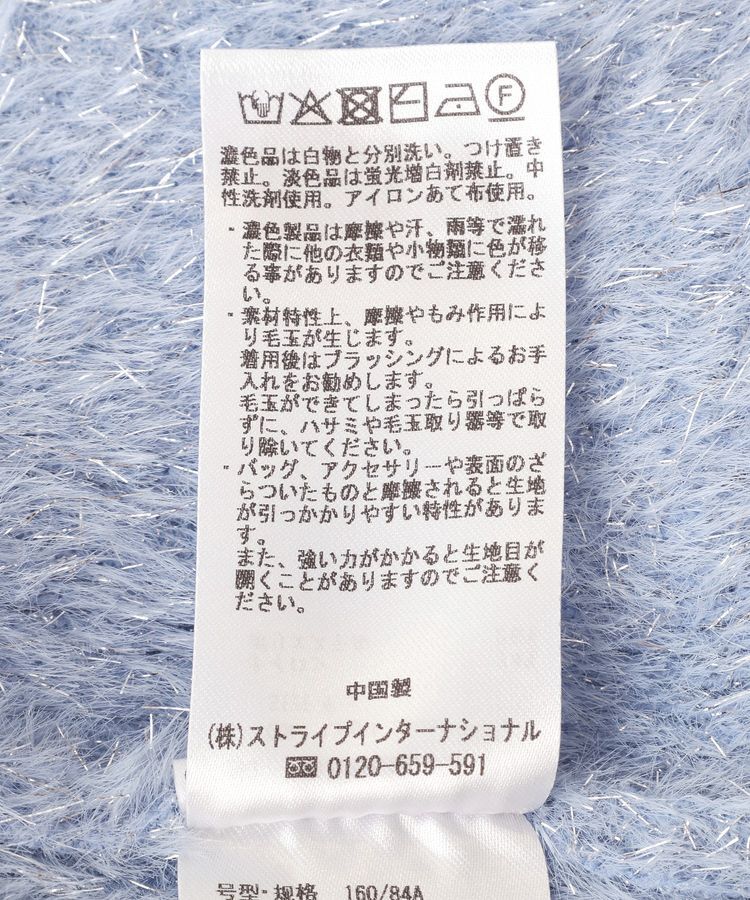 F
濃色品は白物と分別洗い。つけ置き
禁止。淡色品は蛍光増白剤禁止。中
性洗剤使用。アイロンあて布使用。
・濃色製品は摩擦や汗、雨等で濡れ
た際に他の衣類や小物類に色が移
る事がありますのでご注意くださ
い。
・素材特性上、摩擦やもみ作用によ
り毛玉が生じます。
着用後はブラッシングによるお手
入れをお勧めします。
毛玉ができてしまったら引っぱら
ずに、ハサミや毛玉取り器等で取
り除いてください。
・バッグ、アクセサリーや表面のざ
らついたものと摩擦されると生地
が引っかかりやすい特性がありま
す。
また、強い力がかかると生地目が
開くことがありますのでご注意く
ださい。
中国製
(株)ストライプインターナショナル
0120-659-591
号型・规格 160/84A